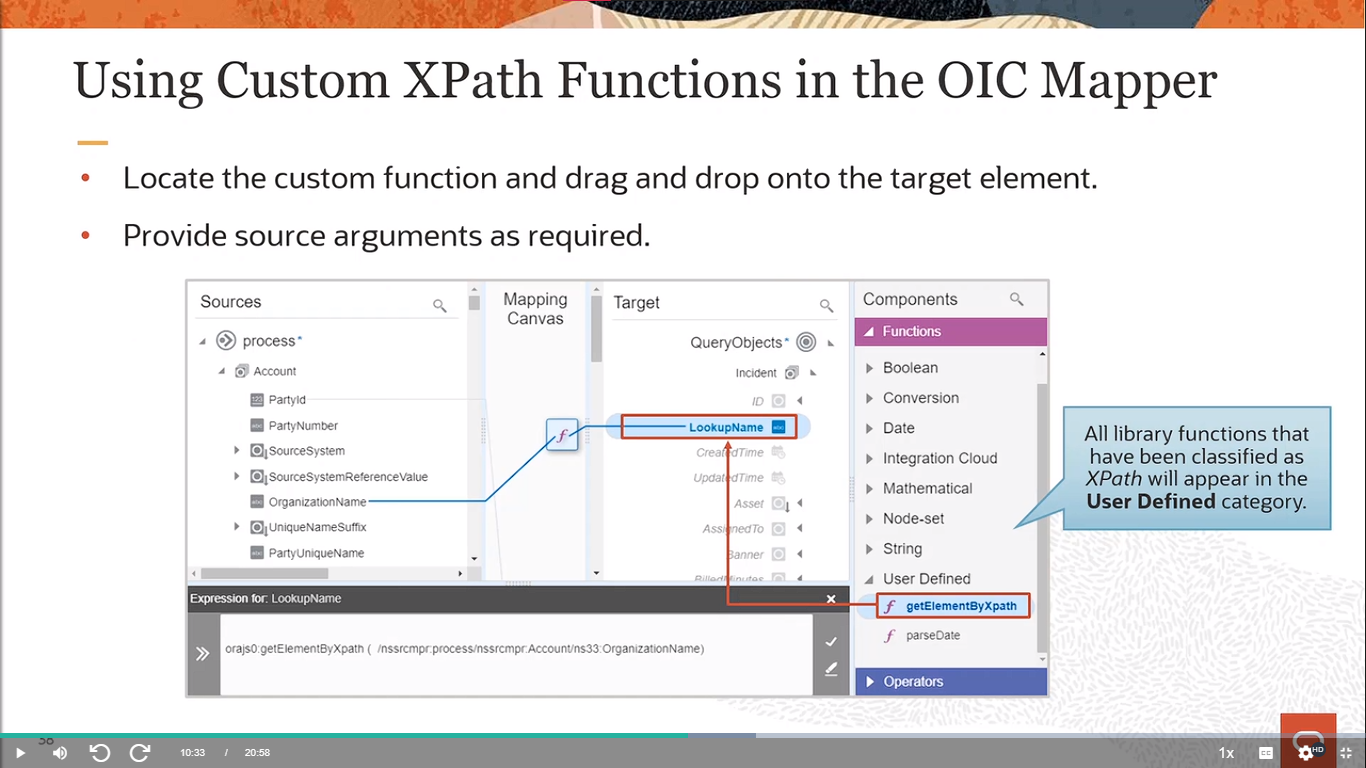 Using Custom XPath Functions in the OIC Mapper
• Locate the custom function and drag and drop onto the target element.
• Provide source arguments as required.
Sources
process*
Account
PartyId
PartyNumber
SourceSystem
SourceSystemReferenceValue
OrganizationName
UniqueNameSuffix
PartyUniqueName
Mapping
Canvas
Target
QueryObjects*
Incident
ID
LookupName
CreatedTime
UpdatedTime
Asset
AssignedTo
Banner
BilledMinutes
Components
Functions
Boolean
Conversion
Date
Integration Cloud
Mathematical
Node-set
String
User Defined
f getElementByXpath
f parseDate
Operators
All library functions that
have been classified as
XPath will appear in the
User Defined category.
Expression for: LookupName
orajs0:getElementByXpath ( /nssrcmpr:process/nssrcmpr:Account/ns33:OrganizationName)
10:33 / 20:58
1x
CC
HD